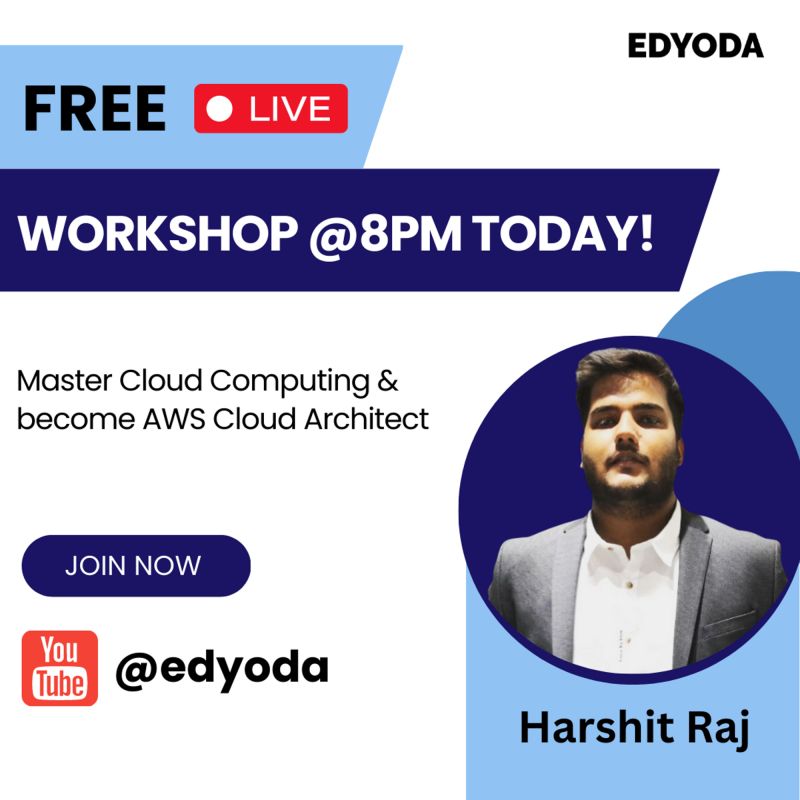 EDYODA
FREE
LIVE
WORKSHOP @8PM TODAY!
Master Cloud Computing &
become AWS Cloud Architect
JOIN NOW
You
Tube
@edyoda
Harshit Raj